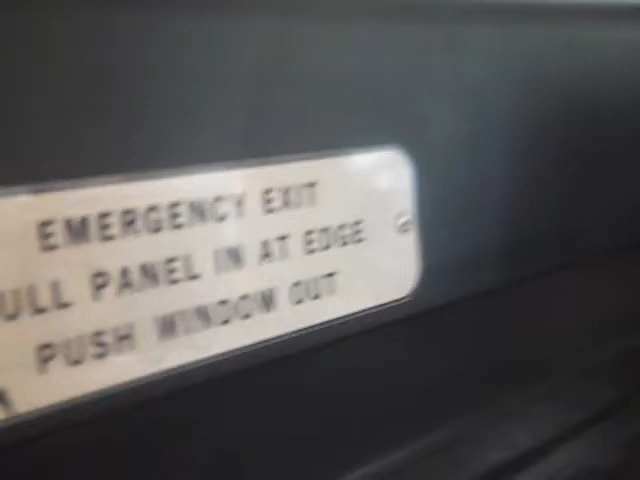 EMERGENCY EXIT
ULL PANEL IN AT EDGE
PUSH WINDOW OUT